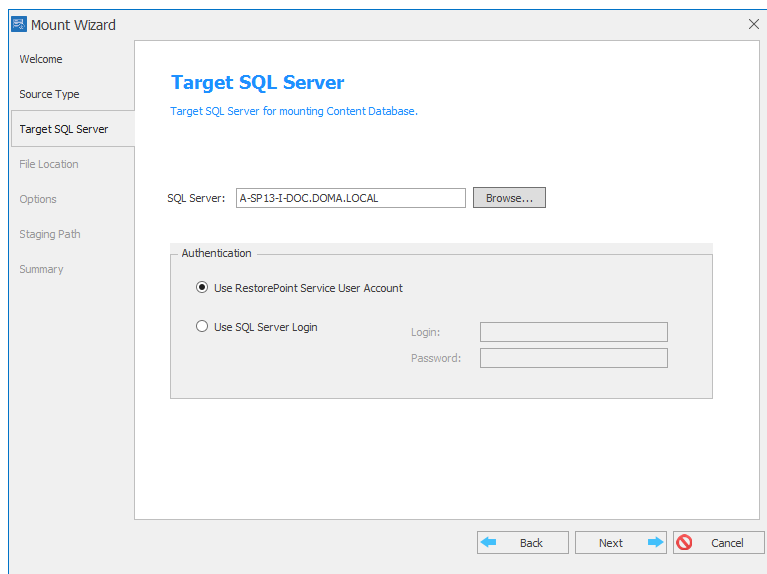 Mount Wizard
Welcome
Source Type
Target SQL Server
File Location
Options
Staging Path
Summary
Target SQL Server
Target SQL Server for mounting Content Database.
SQL Server: A-SP13-I-DOC.DOMA.LOCAL Browse...
Authentication
Use RestorePoint Service User Account
Use SQL Server Login Login:
Password:
Back Next Cancel